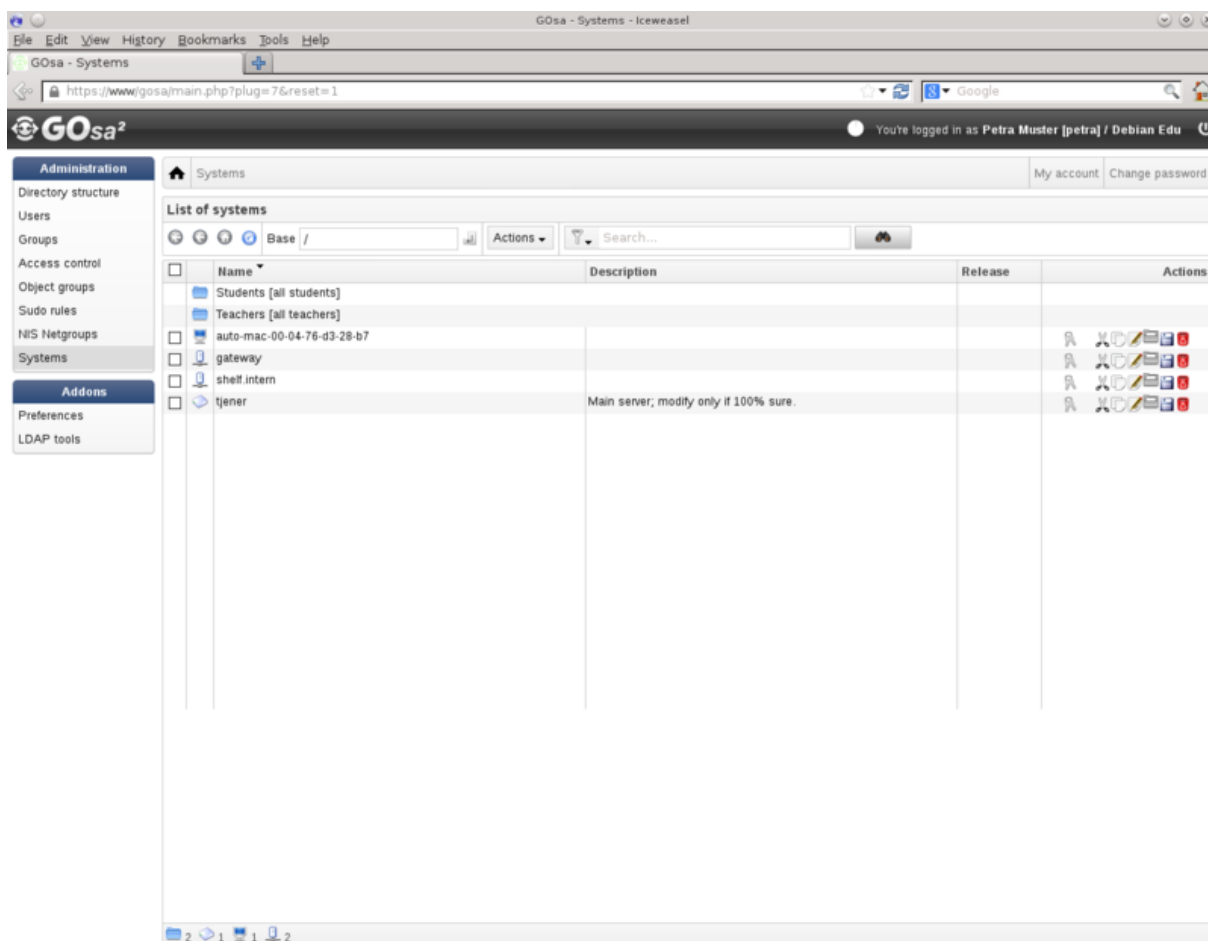 GOsa - Systems - Iceweasel
File Edit View History Bookmarks Tools Help
GOsa - Systems
https://www/gosa/main.php?plug=7&reset=1
Google
GOsa²
You're logged in as Petra Muster [petra] / Debian Edu
Administration
Directory structure
Users
Groups
Access control
Object groups
Sudo rules
NIS Netgroups
Systems
Addons
Preferences
LDAP tools
Systems
My account Change password
List of systems
Base / Actions Search...
Name Description Release Actions
Students [all students]
Teachers [all teachers]
auto-mac-00-04-76-d3-28-b7
gateway
shelf.intern
tjener Main server; modify only if 100% sure.
2 1 1 2